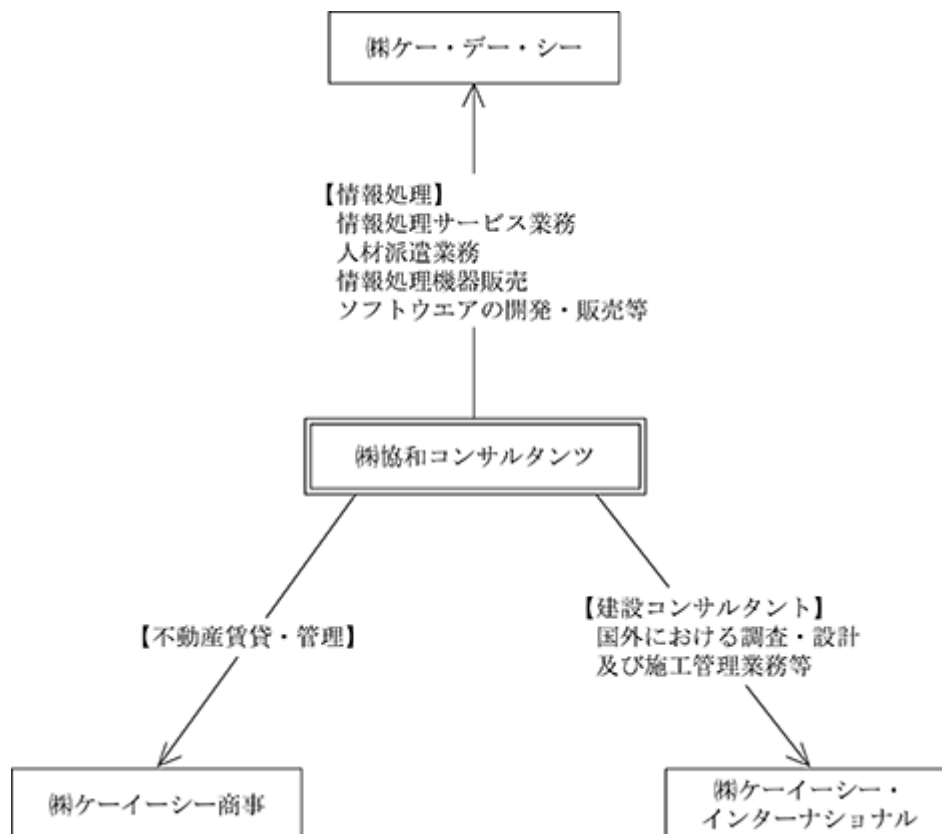 ㈱ケー・デー・シー
【情報処理】
情報処理サービス業務
人材派遣業務
情報処理機器販売
ソフトウエアの開発・販売等
㈱協和コンサルタンツ
【不動産賃貸・管理】
【建設コンサルタント】
国外における調査・設計
及び施工管理業務等
㈱ケーイーシー商事
㈱ケーイーシー・
インターナショナル